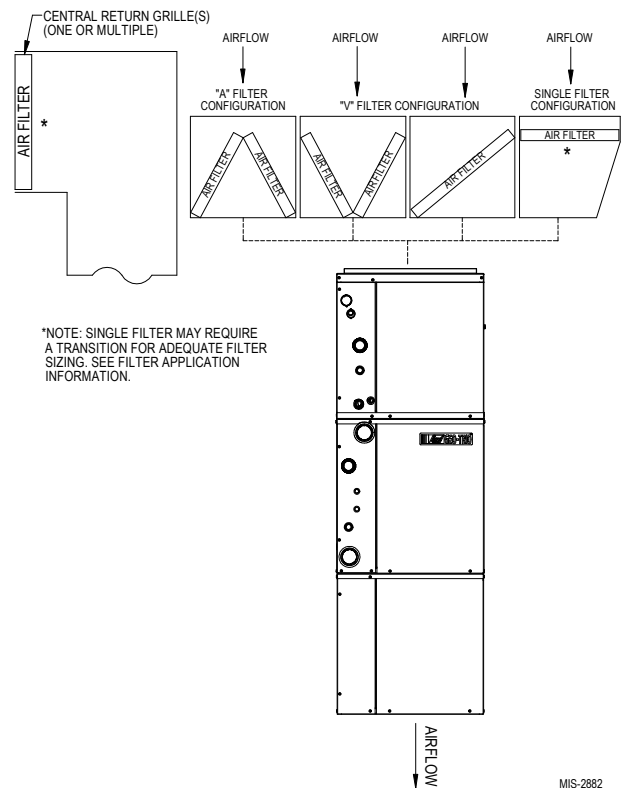 CENTRAL RETURN GRILLE(S)
(ONE OR MULTIPLE)
AIR FILTER
*
AIRFLOW
AIRFLOW
AIRFLOW
AIRFLOW
"A" FILTER
CONFIGURATION
"V" FILTER CONFIGURATION
SINGLE FILTER
CONFIGURATION
AIR FILTER
AIR FILTER
AIR FILTER
AIR FILTER
AIR FILTER
AIR FILTER
*
*NOTE: SINGLE FILTER MAY REQUIRE
A TRANSITION FOR ADEQUATE FILTER
SIZING. SEE FILTER APPLICATION
INFORMATION.
GEO-TEC
AIRFLOW
MIS-2882